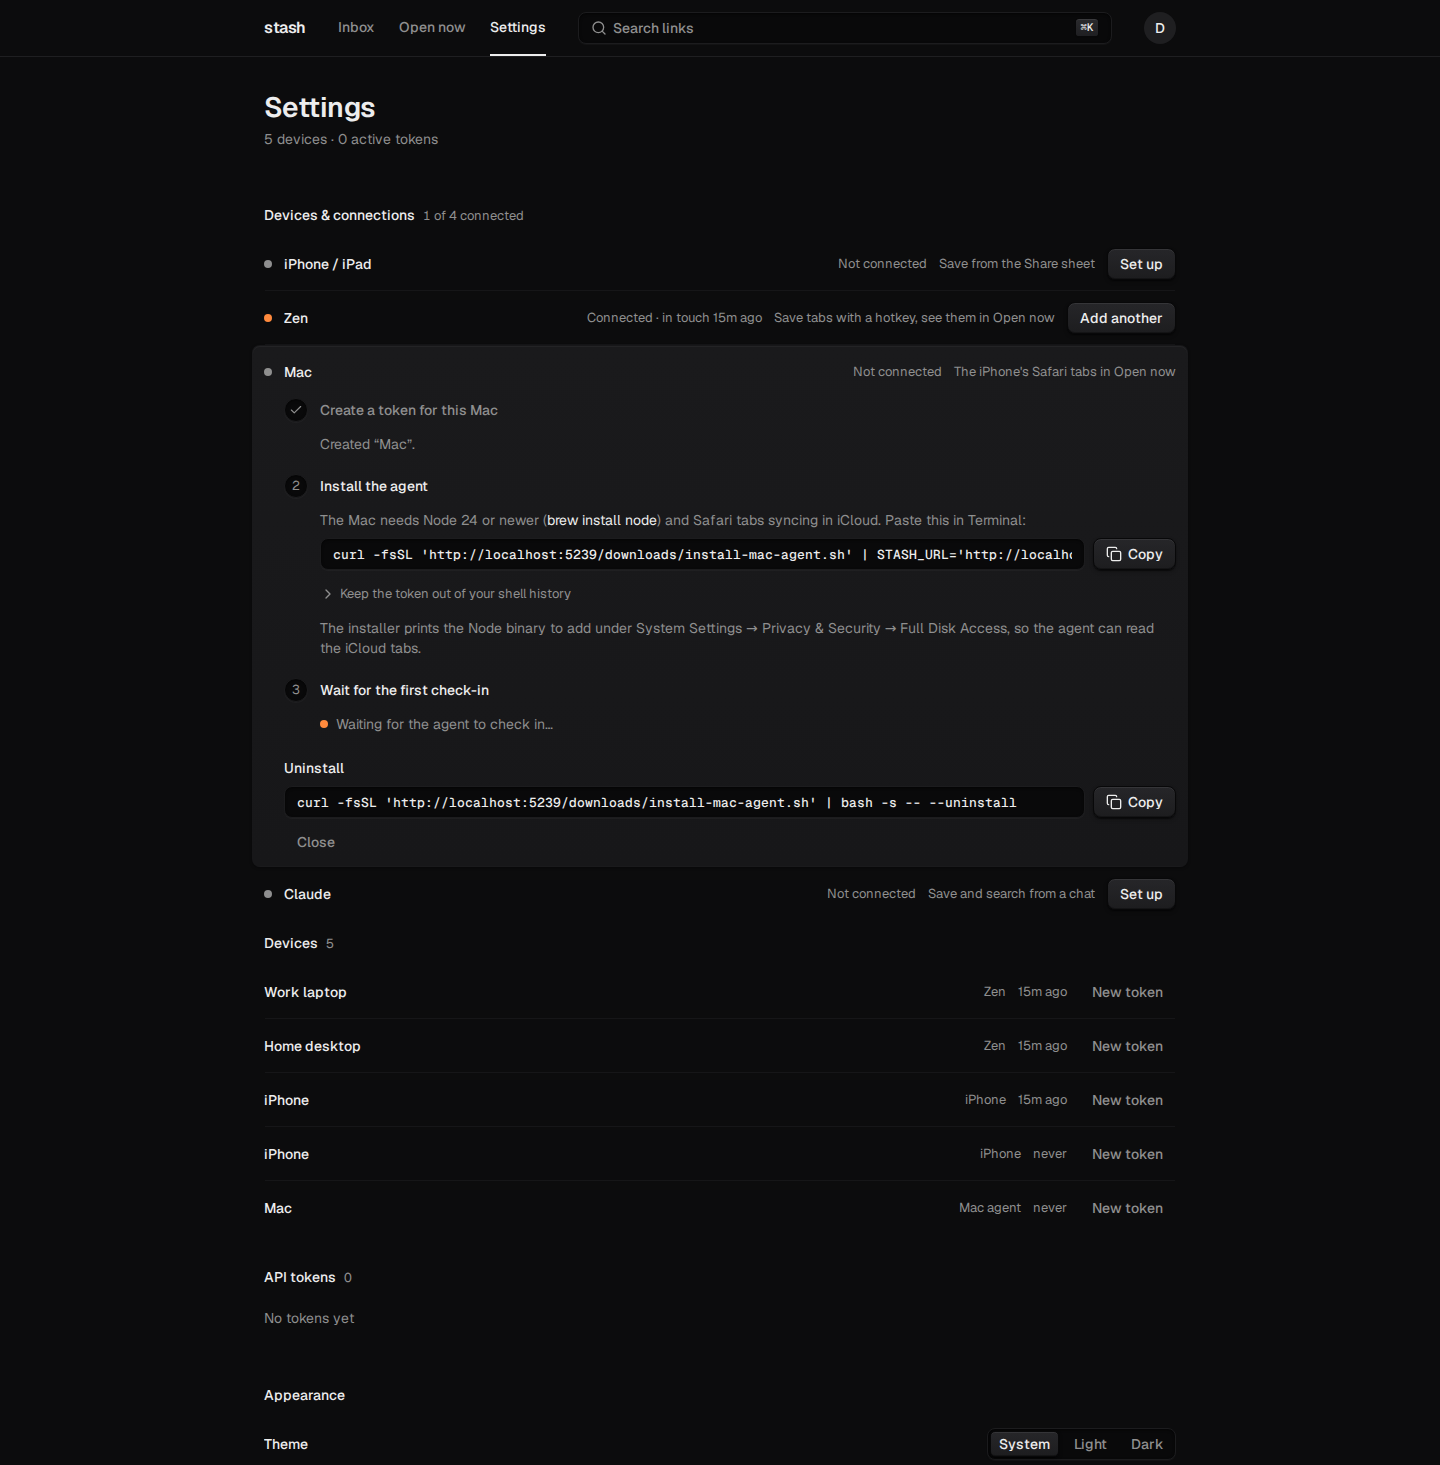 stash Inbox Open now Settings Search links ⌘K D
Settings
5 devices · 0 active tokens
Devices & connections 1 of 4 connected
iPhone / iPad Not connected Save from the Share sheet Set up
Zen Connected · in touch 15m ago Save tabs with a hotkey, see them in Open now Add another
Mac Not connected The iPhone's Safari tabs in Open now
Create a token for this Mac
Created “Mac”.
2 Install the agent
The Mac needs Node 24 or newer (brew install node) and Safari tabs syncing in iCloud. Paste this in Terminal:
curl -fsSL 'http://localhost:5239/downloads/install-mac-agent.sh' | STASH_URL='http://localho Copy
Keep the token out of your shell history
The installer prints the Node binary to add under System Settings → Privacy & Security → Full Disk Access, so the agent can read
the iCloud tabs.
3 Wait for the first check-in
Waiting for the agent to check in…
Uninstall
curl -fsSL 'http://localhost:5239/downloads/install-mac-agent.sh' | bash -s -- --uninstall Copy
Close
Claude Not connected Save and search from a chat Set up
Devices 5
Work laptop Zen 15m ago New token
Home desktop Zen 15m ago New token
iPhone iPhone 15m ago New token
iPhone iPhone never New token
Mac Mac agent never New token
API tokens 0
No tokens yet
Appearance
Theme System Light Dark